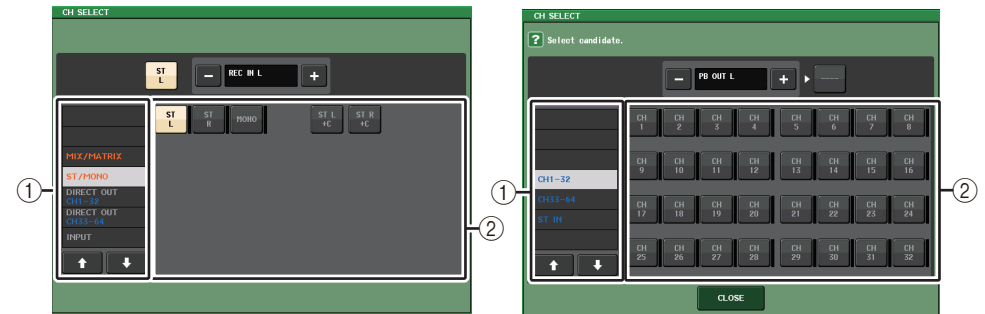 CH SELECT
ST
L
−
REC IN L
+
MIX/MATRIX
ST/MONO
DIRECT OUT
CH1-32
DIRECT OUT
CH33-64
INPUT
ST
L
ST
R
MONO
ST L
+C
ST R
+C
1
2
CH SELECT
? Select candidate.
−
PB OUT L
+
----
CH1-32
CH33-64
ST IN
CH CH CH CH CH CH CH CH
1 2 3 4 5 6 7 8
CH CH CH CH CH CH CH CH
9 10 11 12 13 14 15 16
CH CH CH CH CH CH CH CH
17 18 19 20 21 22 23 24
CH CH CH CH CH CH CH CH
25 26 27 28 29 30 31 32
CLOSE
1
2